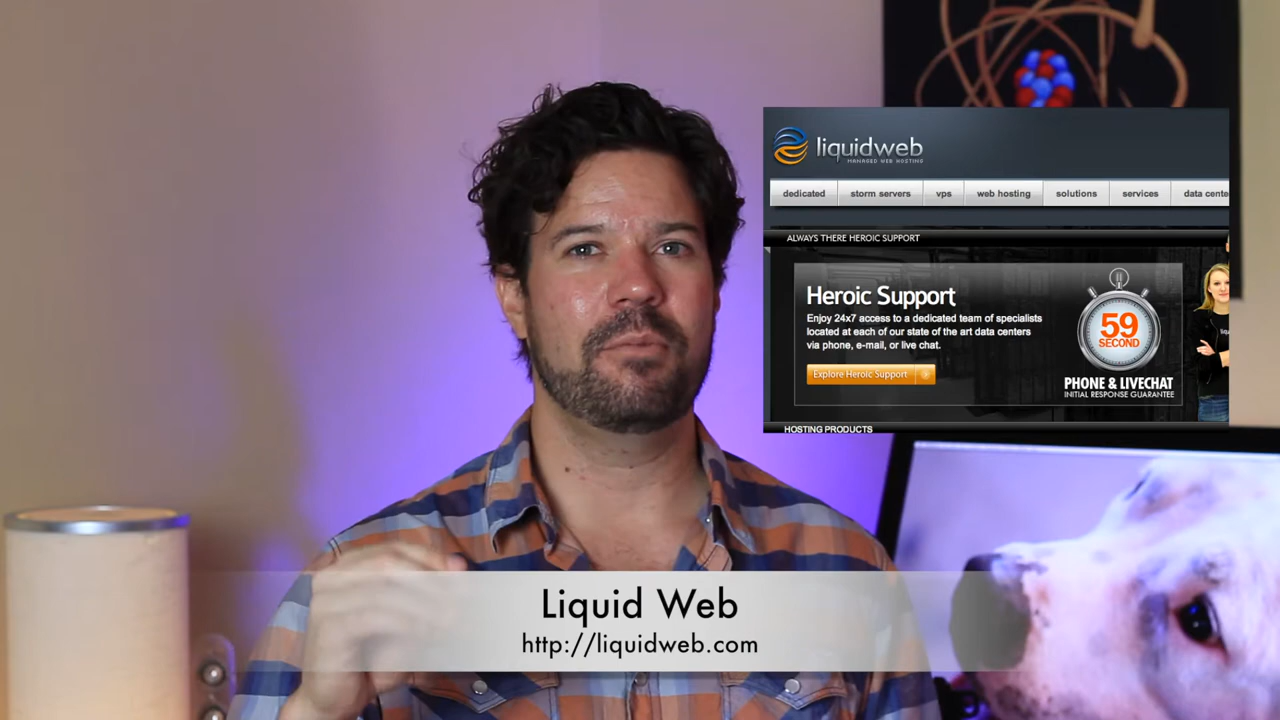 liquidweb
MANAGED WEB HOSTING
dedicated storm servers vps web hosting solutions services data cente
ALWAYS THERE HEROIC SUPPORT
Heroic Support
Enjoy 24x7 access to a dedicated team of specialists
located at each of our state of the art data centers
via phone, e-mail, or live chat.
Explore Heroic Support
59
SECOND
PHONE & LIVECHAT
INITIAL RESPONSE GUARANTEE
HOSTING PRODUCTS
Liquid Web
http://liquidweb.com